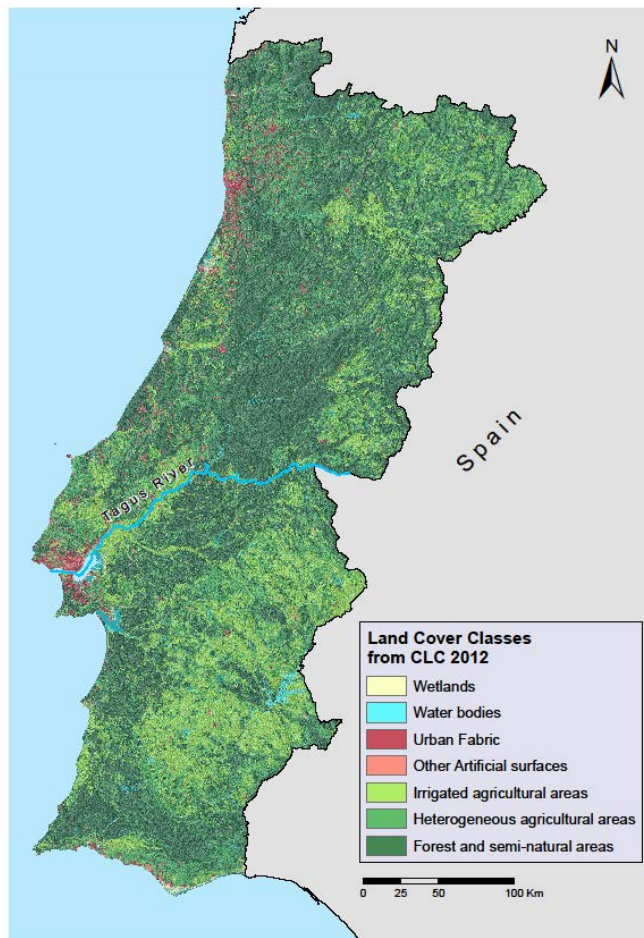 N
Spain
Tagus River
Land Cover Classes
from CLC 2012
Wetlands
Water bodies
Urban Fabric
Other Artificial surfaces
Irrigated agricultural areas
Heterogeneous agricultural areas
Forest and semi-natural areas
0 25 50 100 Km